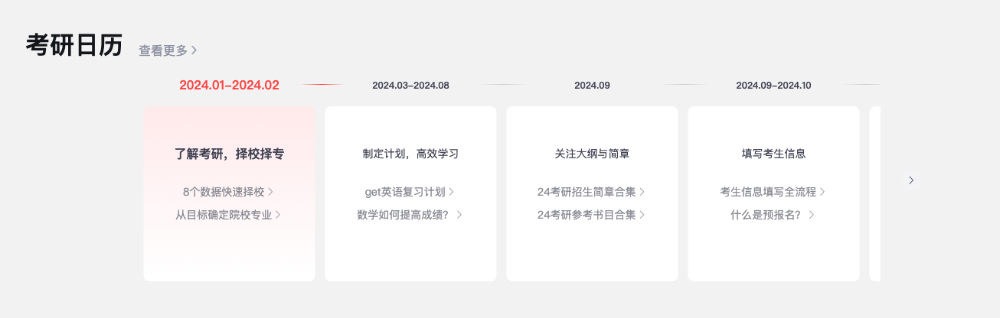 考研日历
查看更多
2024.01-2024.02
2024.03-2024.08
2024.09
2024.09-2024.10
了解考研，择校择专
8个数据快速择校
从目标确定院校专业
制定计划，高效学习
get英语复习计划
数学如何提高成绩？
关注大纲与简章
24考研招生简章合集
24考研参考书目合集
填写考生信息
考生信息填写全流程
什么是预报名？